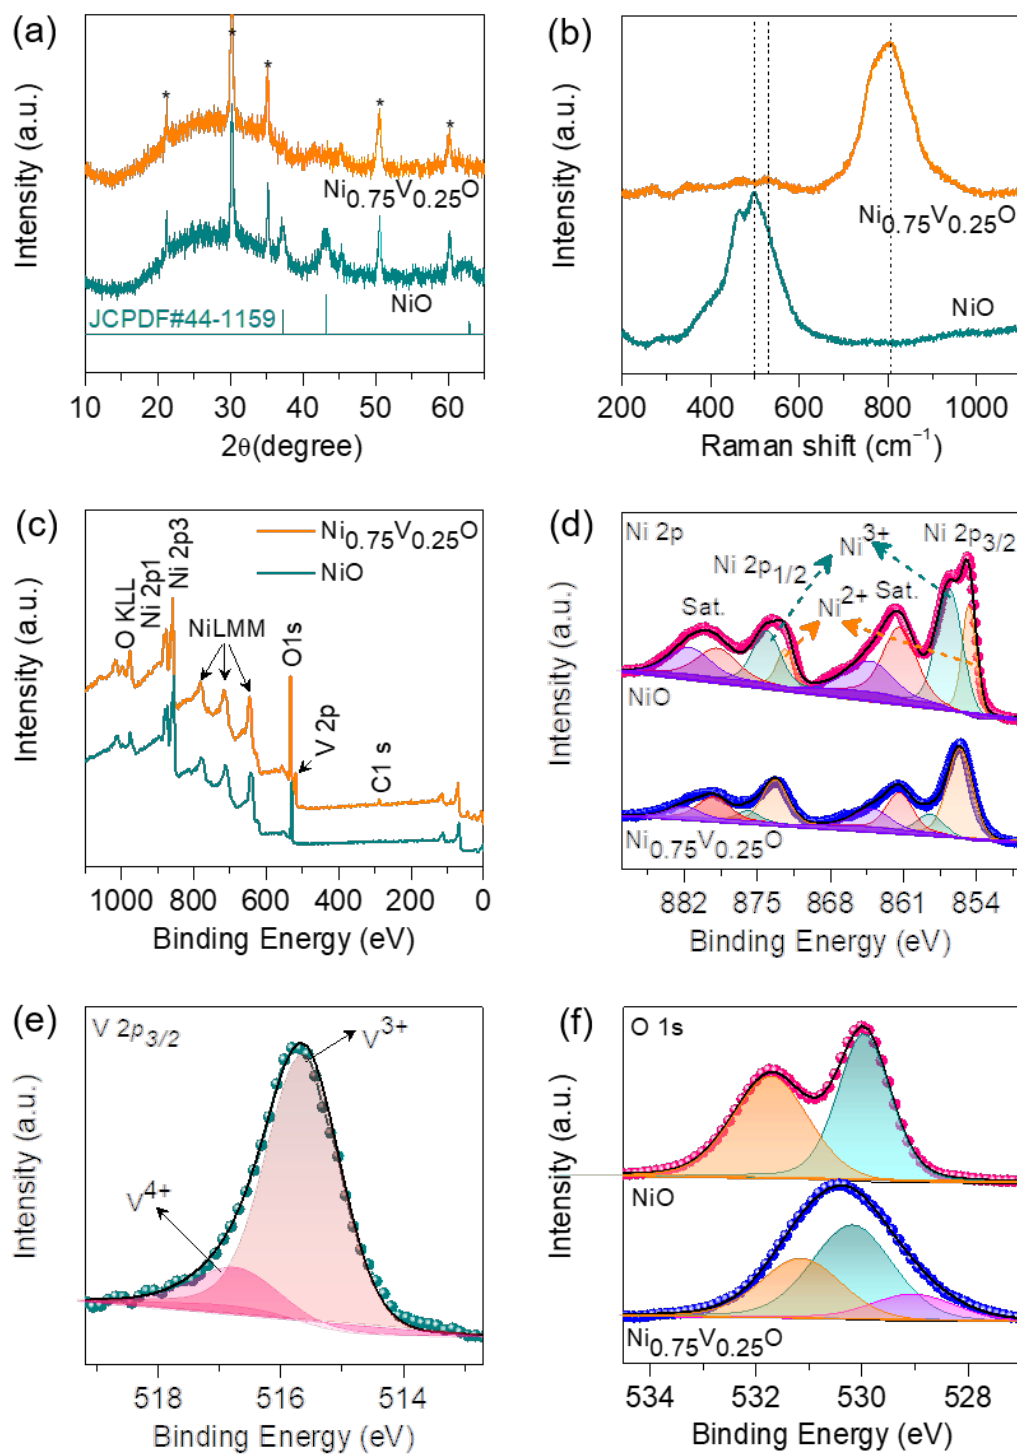 (a)
Intensity (a.u.)
* * * * *
Ni0.75V0.25O
NiO
JCPDF#44-1159
10 20 30 40 50 60
2θ(degree)
(b)
Intensity (a.u.)
Ni0.75V0.25O
NiO
200 400 600 800 1000
Raman shift (cm−1)
(c)
Intensity (a.u.)
Ni0.75V0.25O
NiO
O KLL
Ni 2p1
Ni 2p3
NiLMM
O1s
V 2p
C1 s
1000 800 600 400 200 0
Binding Energy (eV)
(d)
Intensity (a.u.)
Ni 2p
Ni3+
Ni 2p3/2
Ni 2p1/2
Sat.
Ni2+
Sat.
NiO
Ni0.75V0.25O
882 875 868 861 854
Binding Energy (eV)
(e)
Intensity (a.u.)
V 2p3/2
V3+
V4+
518 516 514
Binding Energy (eV)
(f)
Intensity (a.u.)
O 1s
NiO
Ni0.75V0.25O
534 532 530 528
Binding Energy (eV)